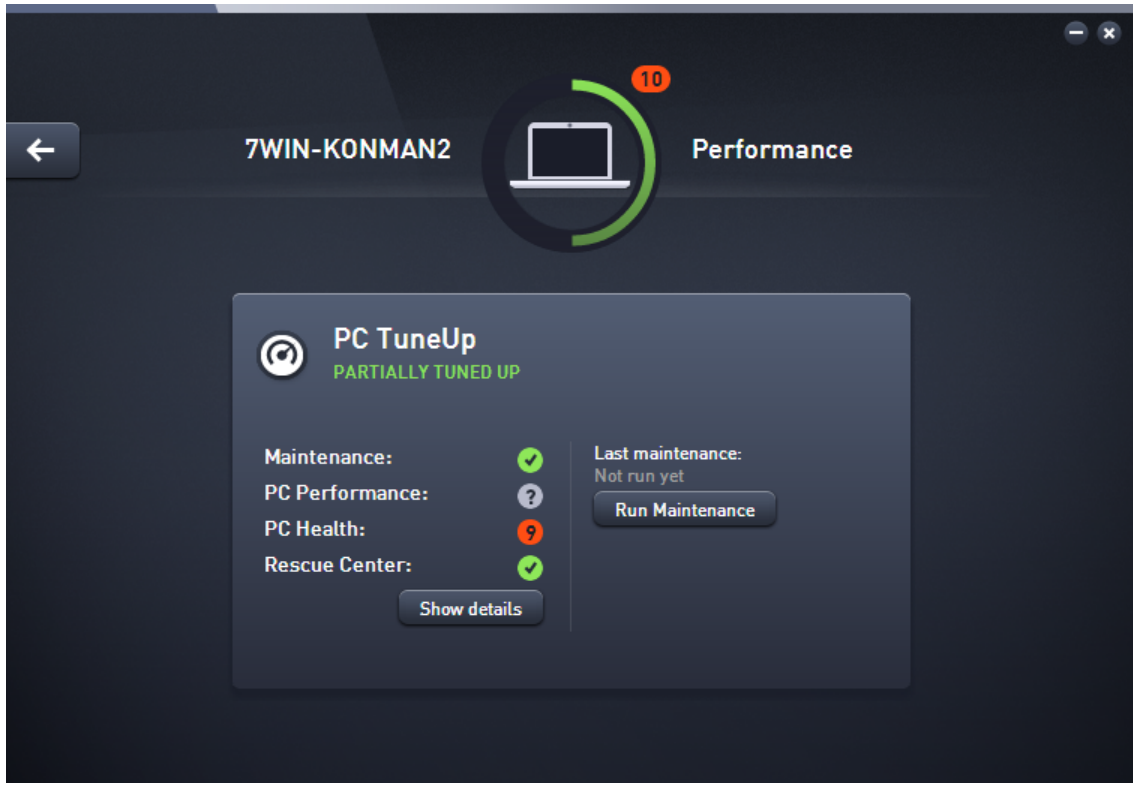 10
7WIN-KONMAN2
Performance
PC TuneUp
PARTIALLY TUNED UP
Maintenance:
PC Performance: ?
PC Health: 9
Rescue Center:
Show details
Last maintenance:
Not run yet
Run Maintenance